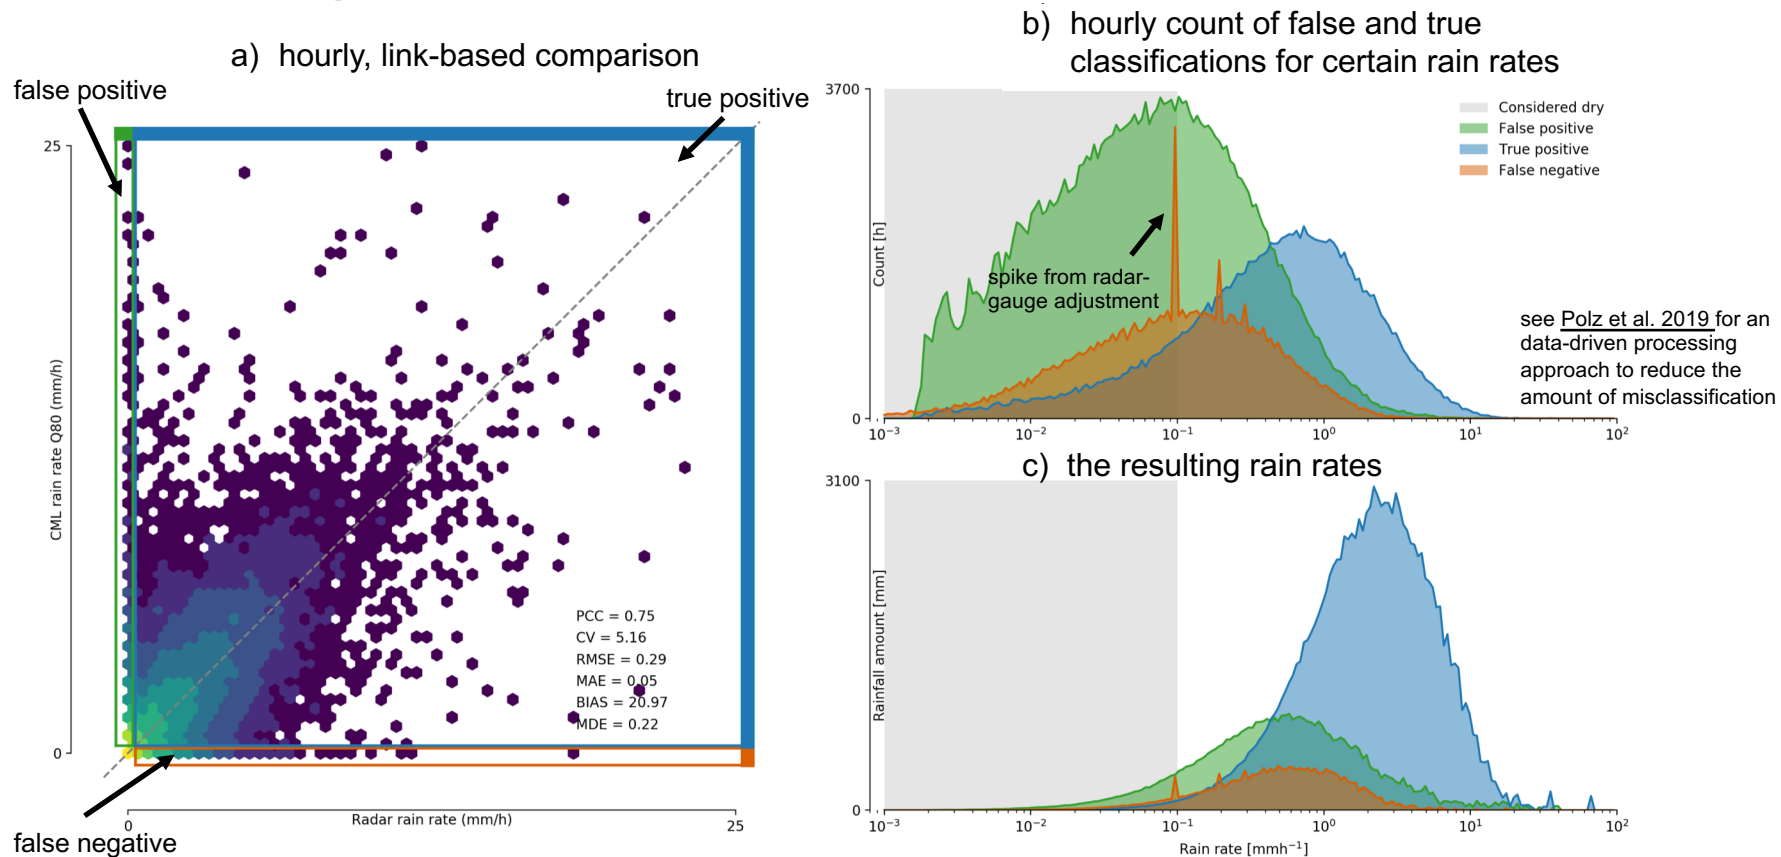 a) hourly, link-based comparison
false positive
true positive
25
CML rain rate Q80 (mm/h)
PCC = 0.75
CV = 5.16
RMSE = 0.29
MAE = 0.05
BIAS = 20.97
MDE = 0.22
0
0
Radar rain rate (mm/h)
25
false negative
b) hourly count of false and true
classifications for certain rain rates
3700
Count [h]
0
Considered dry
False positive
True positive
False negative
spike from radar-
gauge adjustment
see Polz et al. 2019 for an
data-driven processing
approach to reduce the
amount of misclassification
10⁻³ 10⁻² 10⁻¹ 10⁰ 10¹ 10²
c) the resulting rain rates
3100
Rainfall amount [mm]
0
10⁻³ 10⁻² 10⁻¹ 10⁰ 10¹ 10²
Rain rate [mmh⁻¹]